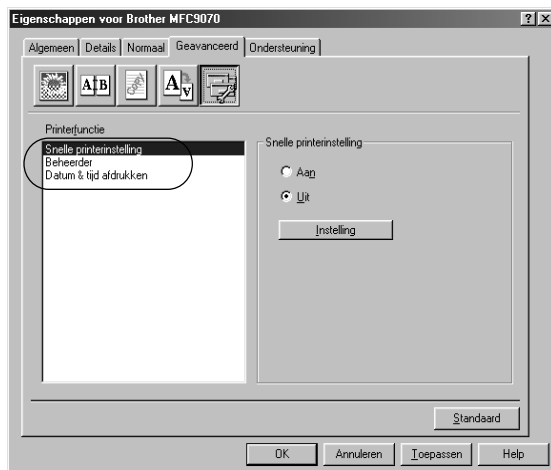 Eigenschappen voor Brother MFC9070
Algemeen Details Normaal Geavanceerd Ondersteuning
Printerfunctie
Snelle printerinstelling
Beheerder
Datum & tijd afdrukken
Snelle printerinstelling
Aan
Uit
Instelling
Standaard
OK Annuleren Toepassen Help